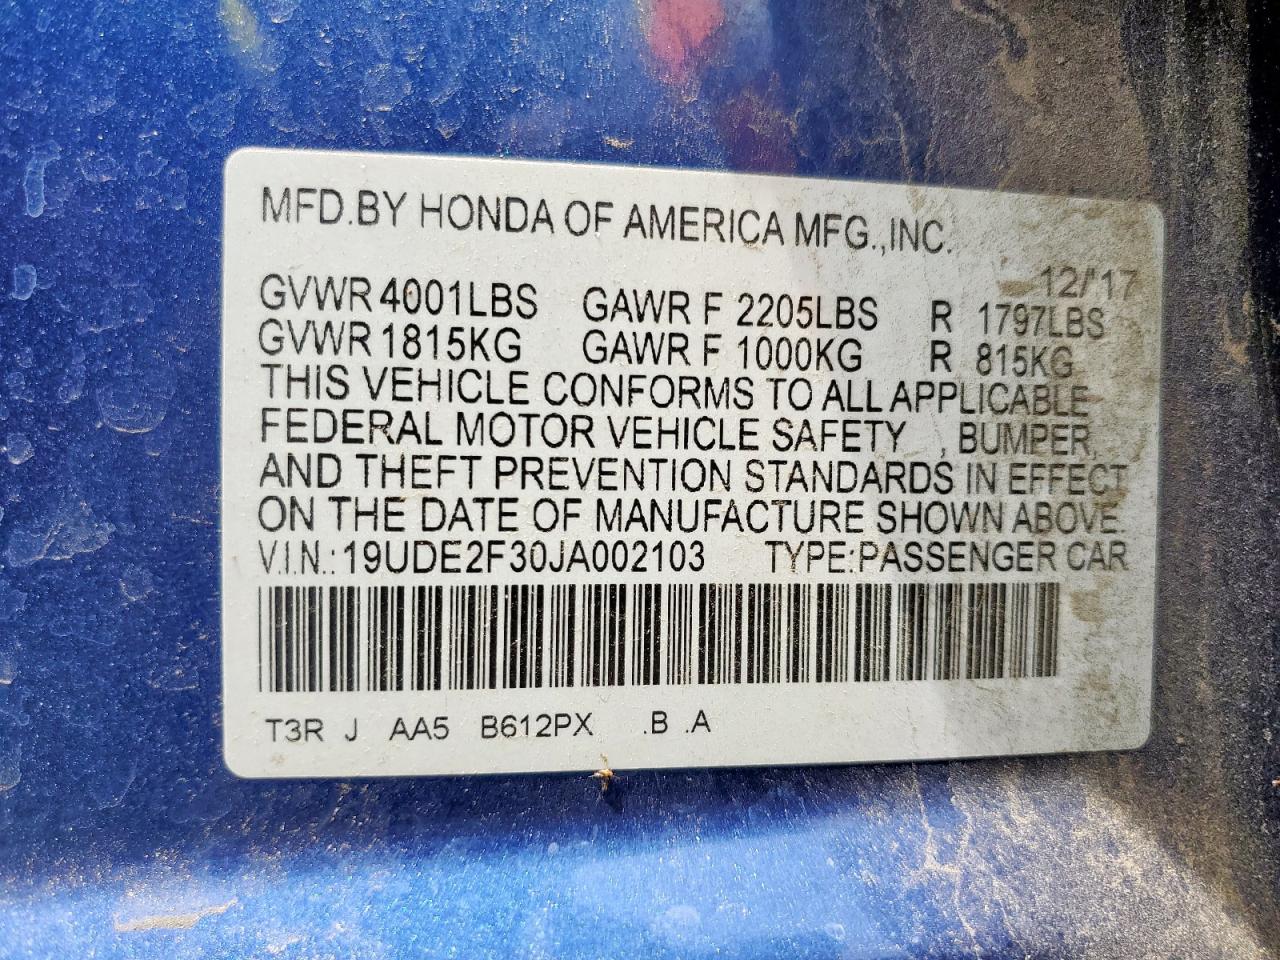 MFD.BY HONDA OF AMERICA MFG.,INC.
12/'17
GVWR 4001LBS GAWR F 2205LBS R 1797LBS
GVWR 1815KG GAWR F 1000KG R 815KG
THIS VEHICLE CONFORMS TO ALL APPLICABLE
FEDERAL MOTOR VEHICLE SAFETY , BUMPER,
AND THEFT PREVENTION STANDARDS IN EFFECT
ON THE DATE OF MANUFACTURE SHOWN ABOVE.
V.I.N.: 19UDE2F30JA002103 TYPE:PASSENGER CAR
T3R J AA5 B612PX .B .A